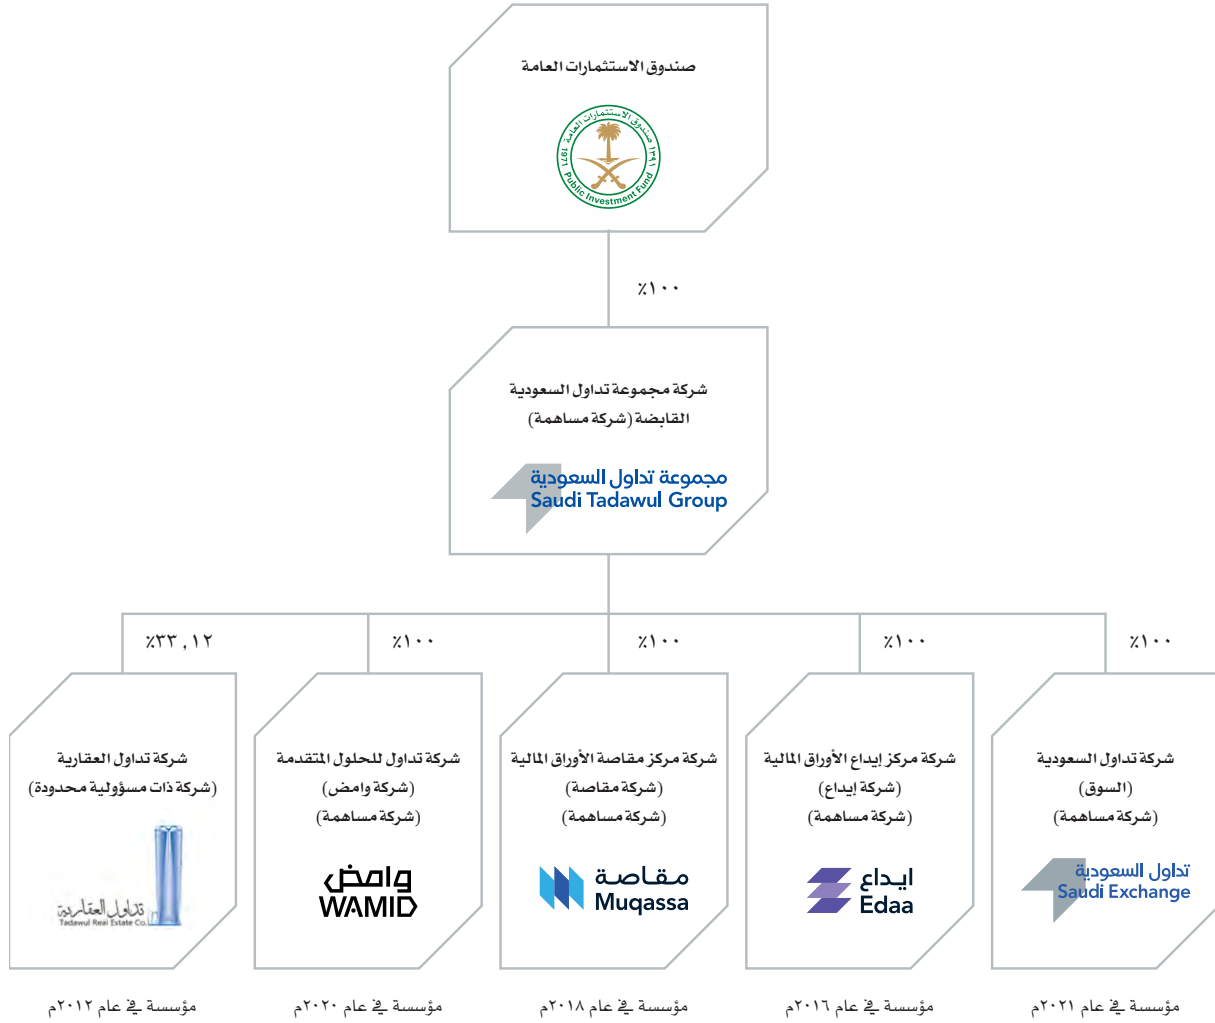 صندوق الاستثمارات العامة
صندوق الاستثمارات العامة
١٣٩١ 1971
Public Investment Fund
٪١٠٠
شركة مجموعة تداول السعودية
القابضة (شركة مساهمة)
مجموعة تداول السعودية
Saudi Tadawul Group
٪١٠٠
٪١٠٠
٪١٠٠
٪١٠٠
٪٣٣,١٢
شركة تداول السعودية
(السوق)
(شركة مساهمة)
تداول السعودية
Saudi Exchange
مؤسسة في عام ٢٠٢١م
شركة مركز إيداع الأوراق المالية
(شركة إيداع)
(شركة مساهمة)
ايداع
Edaa
مؤسسة في عام ٢٠١٦م
شركة مركز مقاصة الأوراق المالية
(شركة مقاصة)
(شركة مساهمة)
مقاصة
Muqassa
مؤسسة في عام ٢٠١٨م
شركة تداول للحلول المتقدمة
(شركة وامض)
(شركة مساهمة)
وامض
WAMID
مؤسسة في عام ٢٠٢٠م
شركة تداول العقارية
(شركة ذات مسؤولية محدودة)
تداول العقارية
Tadawul Real Estate Co.
مؤسسة في عام ٢٠١٢م